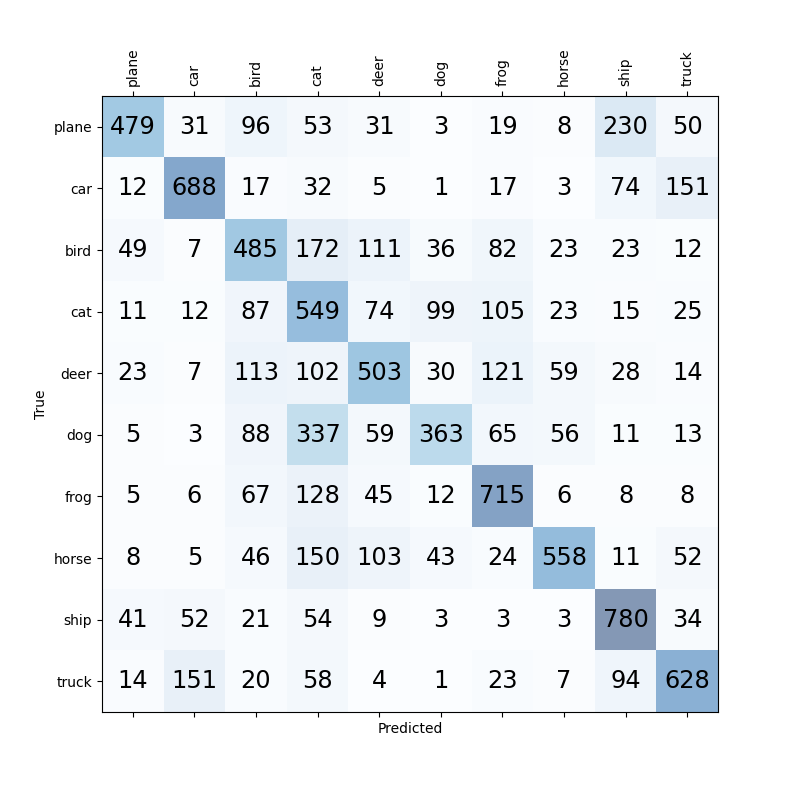 plane car bird cat deer dog frog horse ship truck
plane 479 31 96 53 31 3 19 8 230 50
car 12 688 17 32 5 1 17 3 74 151
bird 49 7 485 172 111 36 82 23 23 12
cat 11 12 87 549 74 99 105 23 15 25
deer 23 7 113 102 503 30 121 59 28 14
True
dog 5 3 88 337 59 363 65 56 11 13
frog 5 6 67 128 45 12 715 6 8 8
horse 8 5 46 150 103 43 24 558 11 52
ship 41 52 21 54 9 3 3 3 780 34
truck 14 151 20 58 4 1 23 7 94 628
Predicted